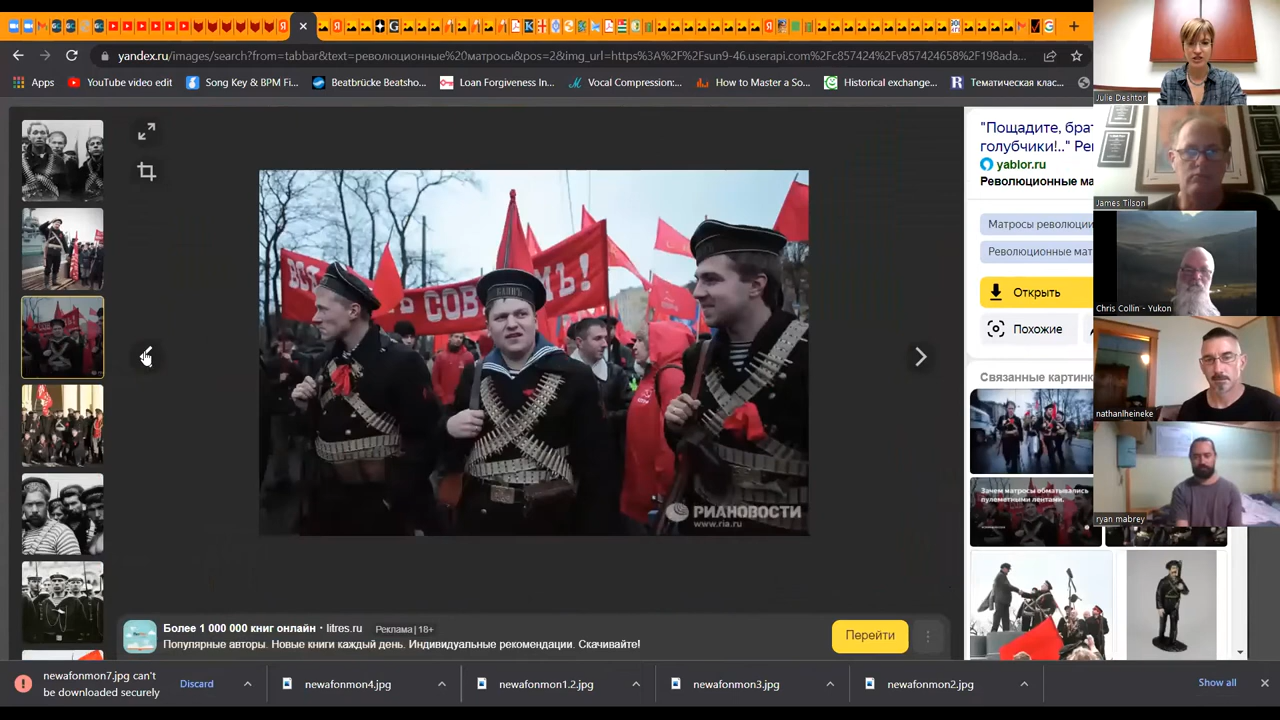 yandex.ru/images/search?from=tabbar&text=революционные%20матросы&pos=2&img_url=https%3A%2F%2Fsun9-46.userapi.com%2Fc857424%2Fv857424658%2F198ada...
Apps
YouTube video edit
Song Key & BPM Fi...
Beatbrücke Beatsho...
Loan Forgiveness In...
Vocal Compression:...
How to Master a So...
Historical exchange...
Тематическая клас...
Julie Deshtor
James Tilson
Chris Collin - Yukon
nathanlheineke
ryan mabrey
"Пощадите, брат
голубчики!.." Ре
yablor.ru
Революционные ма
Матросы революции
Революционные мат
Открыть
Похожие
Связанные картинк
Зачем матросы обматывались
пулеметными лентами.
РИАНОВОСТИ
www.ria.ru
Более 1 000 000 книг онлайн · litres.ru
Реклама | 18+
Популярные авторы. Новые книги каждый день. Индивидуальные рекомендации. Скачивайте!
Перейти
newafonmon7.jpg can't
be downloaded securely
Discard
newafonmon4.jpg
newafonmon1.2.jpg
newafonmon3.jpg
newafonmon2.jpg
Show all